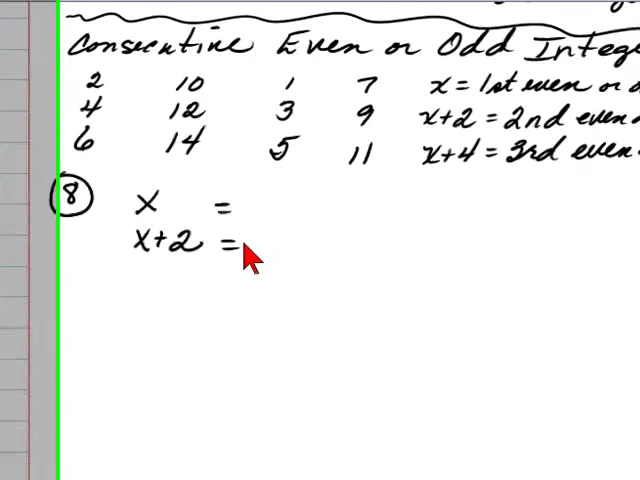 Consecutive Even or Odd Integ
2 10 1 7 x = 1st even or
4 12 3 9 x+2 = 2nd even
6 14 5 11 x+4 = 3rd even
8 x =
x+2 =